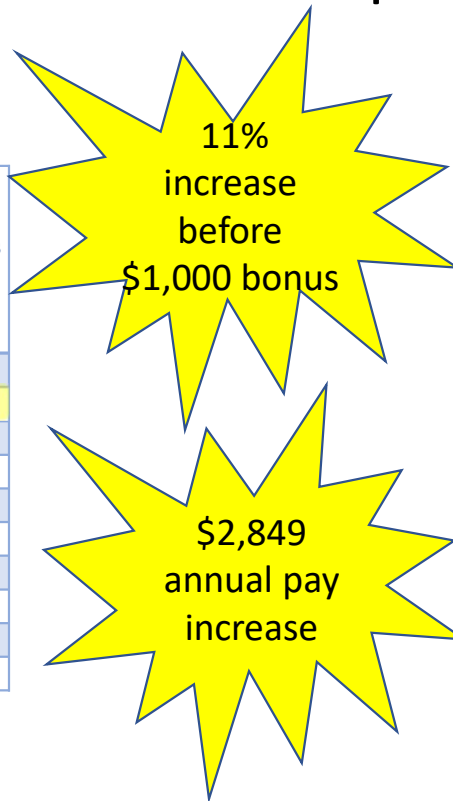 11%
increase
before
$1,000 bonus
$2,849
annual pay
increase